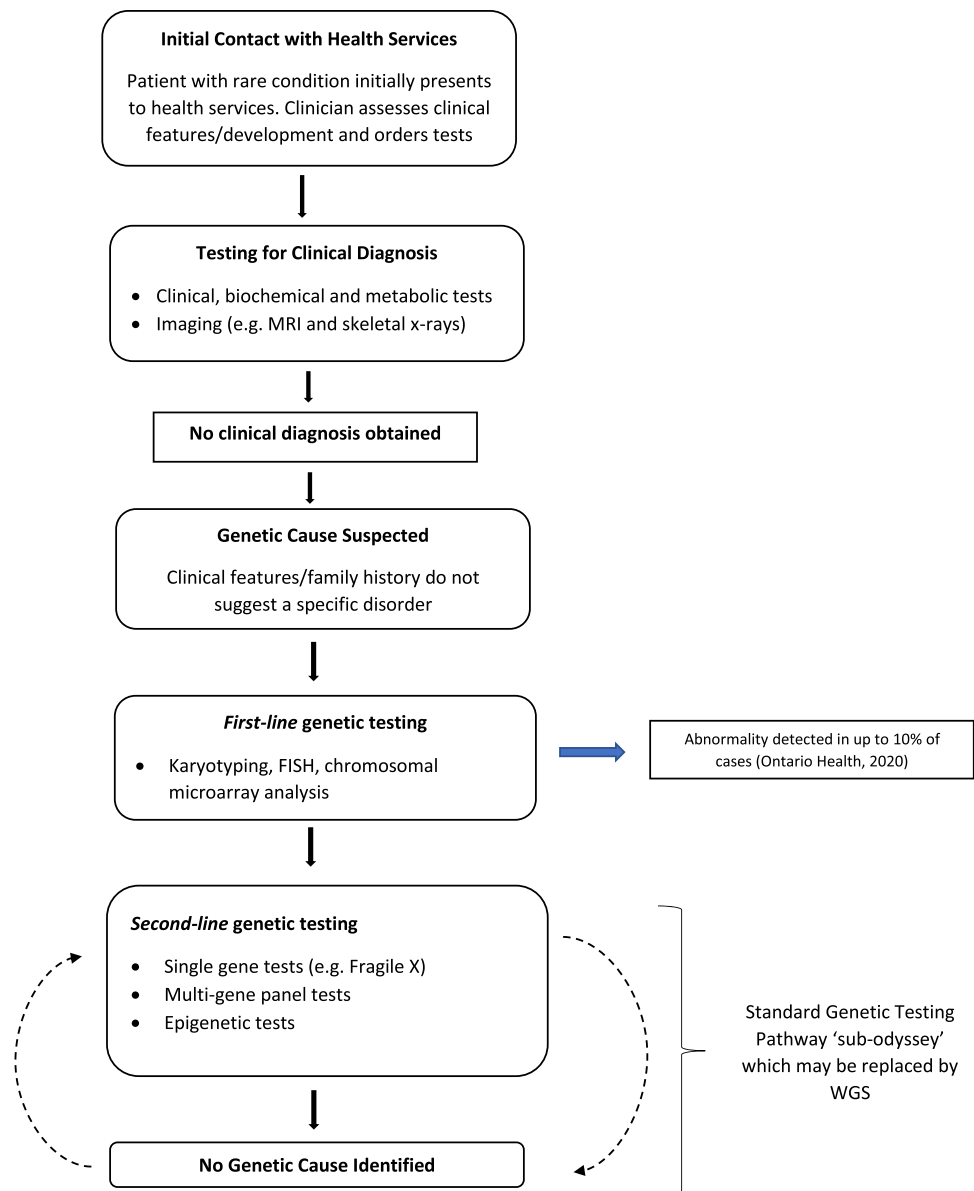 Initial Contact with Health Services
Patient with rare condition initially presents
to health services. Clinician assesses clinical
features/development and orders tests
Testing for Clinical Diagnosis
• Clinical, biochemical and metabolic tests
• Imaging (e.g. MRI and skeletal x-rays)
No clinical diagnosis obtained
Genetic Cause Suspected
Clinical features/family history do not
suggest a specific disorder
First-line genetic testing
• Karyotyping, FISH, chromosomal
microarray analysis
Abnormality detected in up to 10% of
cases (Ontario Health, 2020)
Second-line genetic testing
• Single gene tests (e.g. Fragile X)
• Multi-gene panel tests
• Epigenetic tests
Standard Genetic Testing
Pathway ‘sub-odyssey’
which may be replaced by
WGS
No Genetic Cause Identified